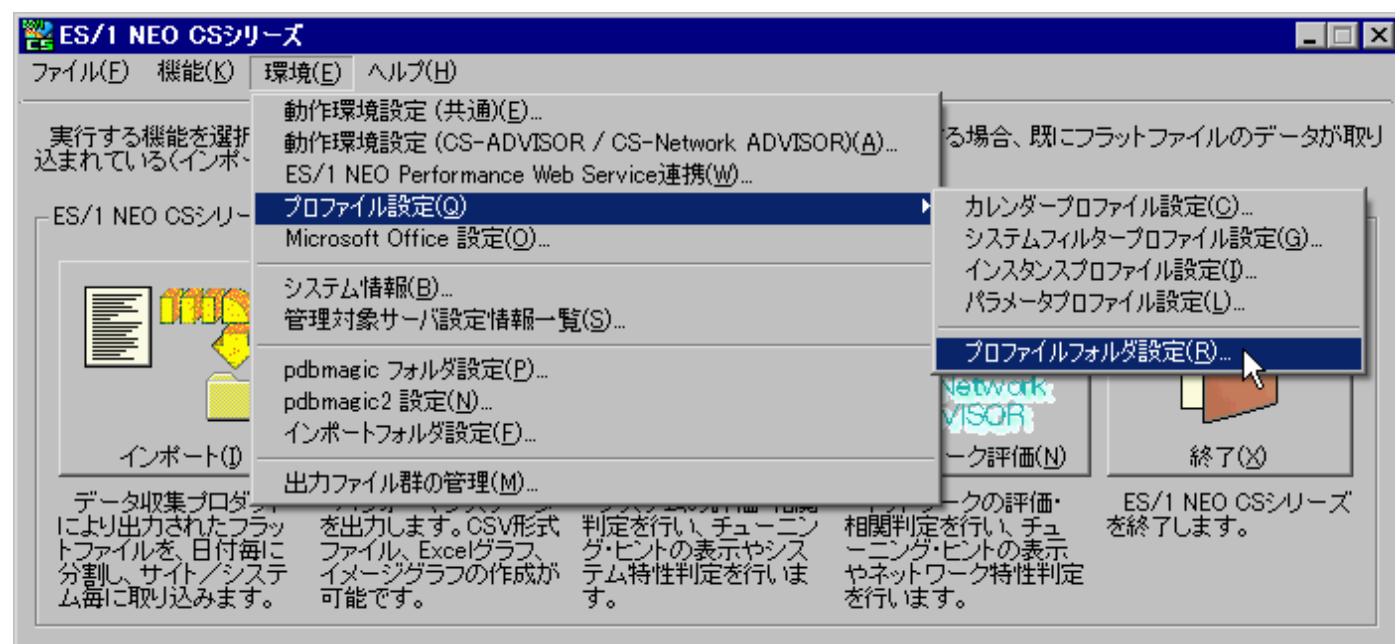 ES/1 NEO CSシリーズ
ファイル(F) 機能(K) 環境(E) ヘルプ(H)
動作環境設定 (共通)(E)...
動作環境設定 (CS-ADVISOR / CS-Network ADVISOR)(A)...
ES/1 NEO Performance Web Service連携(W)...
プロファイル設定(Q)
Microsoft Office 設定(O)...
システム情報(B)...
管理対象サーバ設定情報一覧(S)...
pdbmagic フォルダ設定(P)...
pdbmagic2 設定(N)...
インポートフォルダ設定(F)...
出力ファイル群の管理(M)...
カレンダープロファイル設定(C)...
システムフィルタープロファイル設定(G)...
インスタンスプロファイル設定(I)...
パラメータプロファイル設定(L)...
プロファイルフォルダ設定(R)...
実行する機能を選択
する場合、既にフラットファイルのデータが取り
込まれている(インポー
ES/1 NEO CSシリー
Network
VISOR
インポート(I)
ーク評価(N)
終了(X)
データ収集プロダ
により出力されたフラッ
トファイルを、日付毎に
分割し、サイト/システ
ム毎に取り込みます。
を出力します。CSV形式
ファイル、Excelグラフ、
イメージグラフの作成が
可能です。
判定を行い、チューニン
グ・ヒントの表示やシス
テム特性判定を行いま
す。
ークの評価・
相関判定を行い、チュ
ーニング・ヒントの表示
やネットワーク特性判定
を行います。
ES/1 NEO CSシリーズ
を終了します。